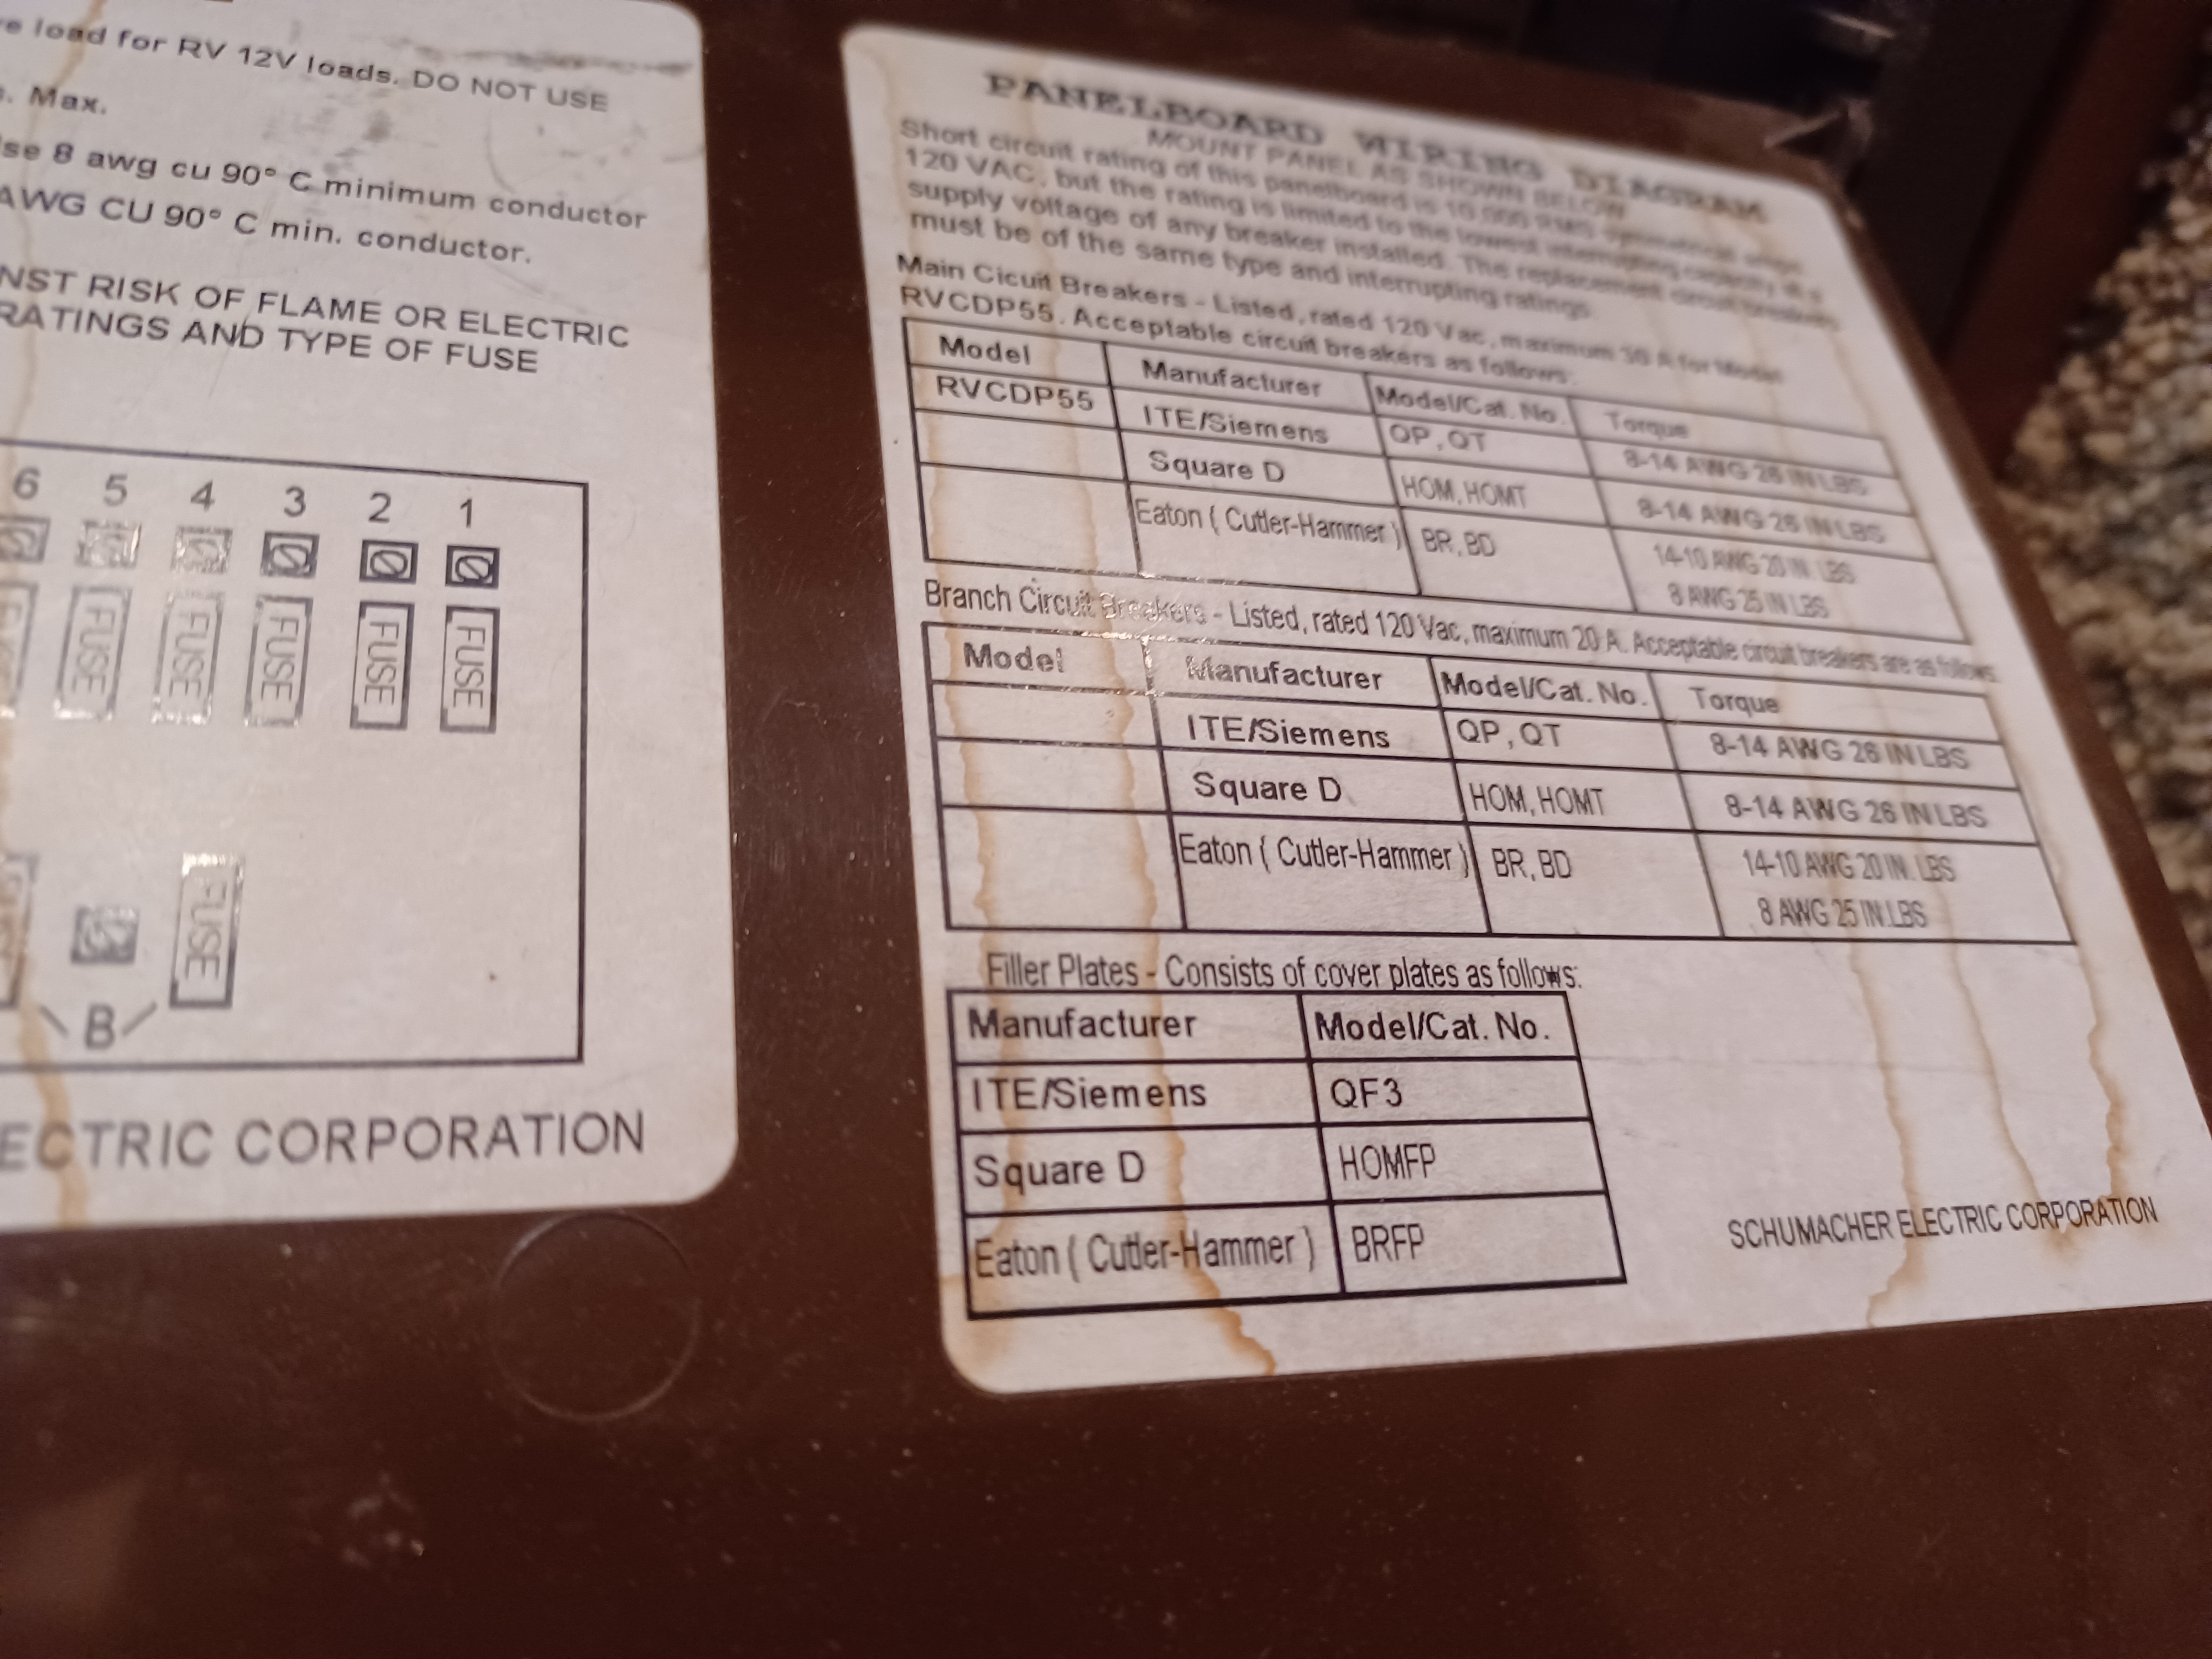 load for RV 12V loads. DO NOT USE
. Max.
se 8 awg cu 90° C minimum conductor
AWG CU 90° C min. conductor.
NST RISK OF FLAME OR ELECTRIC
RATINGS AND TYPE OF FUSE
6 5 4 3 2 1
FUSE FUSE FUSE FUSE FUSE
FUSE
B
ECTRIC CORPORATION
PANELBOARD WIRING DIAGRAM
MOUNT PANEL AS SHOWN BELOW
Short circuit rating of this panelboard is 10,000 RMS symmetrical amps
120 VAC, but the rating is limited to the lowest interrupting capacity at a
supply voltage of any breaker installed. The replacement circuit breakers
must be of the same type and interrupting ratings.
Main Cicuit Breakers - Listed, rated 120 Vac, maximum A for Model
RVCDP55. Acceptable circuit breakers as follows:
Model Manufacturer Model/Cat. No. Torque
RVCDP55 ITE/Siemens QP, QT 8-14 AWG 26 IN LBS
Square D HOM, HOMT 8-14 AWG 26 IN LBS
Eaton ( Cutler-Hammer ) BR, BD 14-10 AWG 20 IN. LBS
8 AWG 25 IN LBS
Branch Circuit Breakers - Listed, rated 120 Vac, maximum 20 A. Acceptable circuit breakers are as follows:
Model Manufacturer Model/Cat. No. Torque
ITE/Siemens QP, QT 8-14 AWG 26 IN LBS
Square D HOM, HOMT 8-14 AWG 26 IN LBS
Eaton ( Cutler-Hammer ) BR, BD 14-10 AWG 20 IN. LBS
8 AWG 25 IN.LBS
Filler Plates - Consists of cover plates as follows:
Manufacturer Model/Cat. No.
ITE/Siemens QF3
Square D HOMFP
Eaton ( Cutler-Hammer ) BRFP
SCHUMACHER ELECTRIC CORPORATION